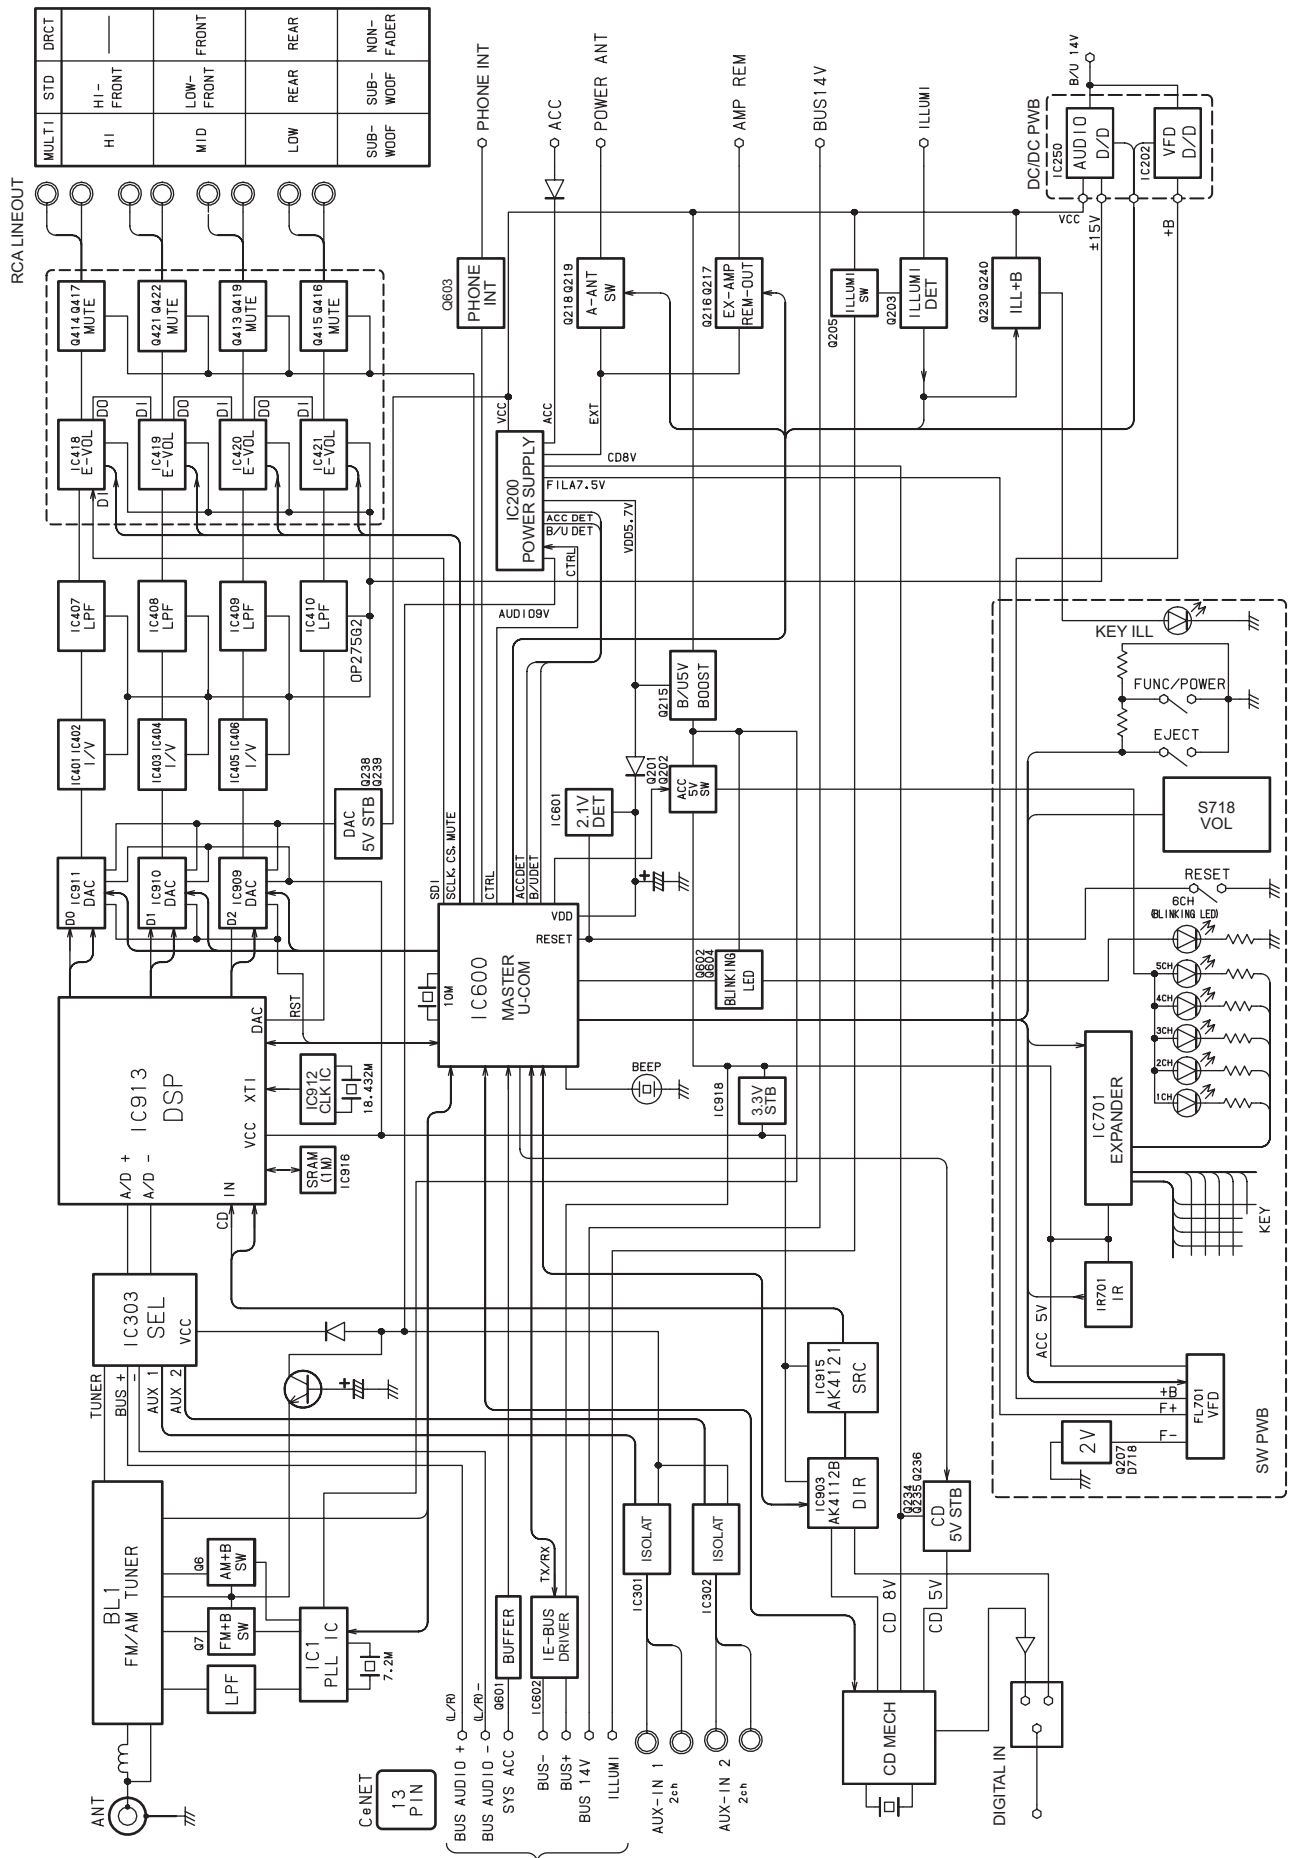 RCA LINEOUT
MULTI STD DRCT
HI HI-FRONT —
MID LOW-FRONT FRONT
LOW REAR REAR
SUB-WOOF SUB-WOOF NON-FADER
PHONE INT
ACC
POWER ANT
AMP REM
BUS14V
ILLUMI
B/U 14V
DC/DC PWB
IC250
AUDIO D/D
IC202
VFD D/D
VCC
±15V
+B
Q414 Q417
MUTE
Q421 Q422
MUTE
Q413 Q419
MUTE
Q415 Q416
MUTE
Q603
PHONE INT
Q218 Q219
A-ANT SW
Q216 Q217
EX-AMP REM-OUT
Q205
ILLUMI SW
Q203
ILLUMI DET
Q230 Q240
ILL+B
IC418
E-VOL
IC419
E-VOL
IC420
E-VOL
IC421
E-VOL
DI
DO
DI
DO
DI
DO
DI
IC200
POWER SUPPLY
VCC
ACC
EXT
CD8V
FILA7.5V
ACC DET
B/U DET
VDD5.7V
CTRL
AUDIO9V
IC407
LPF
IC408
LPF
IC409
LPF
IC410
LPF
OP275G2
IC401 IC402
I/V
IC403 IC404
I/V
IC405 IC406
I/V
DAC 5V STB
Q238
Q239
Q215
B/U5V BOOST
Q201
Q202
ACC 5V SW
IC601
2.1V DET
IC911
DAC
D0
IC910
DAC
D1
IC909
DAC
D2
SDI
SCLK. CS. MUTE
CTRL
ACCDET
B/UDET
VDD
RESET
IC600
MASTER
U-COM
10M
Q602
Q604
BLINKING LED
BEEP
IC913
DSP
DAC
RST
XTI
VCC
A/D +
A/D -
CD IN
IC912
CLK IC
18.432M
SRAM
(1M)
IC916
IC918
3.3V STB
KEY ILL
FUNC/POWER
EJECT
S718
VOL
RESET
6CH
(BLINKING LED)
5CH
4CH
3CH
2CH
1CH
IC701
EXPANDER
KEY
IR701
IR
ACC 5V
FL701
VFD
+B
F+
F-
2V
Q207
D718
SW PWB
IC303
SEL
VCC
TUNER
BUS +
-
AUX 1
AUX 2
BL1
FM/AM TUNER
Q6
AM+B SW
Q7
FM+B SW
LPF
IC1
PLL IC
7.2M
ANT
IC915
AK4121
SRC
IC903
AK4112B
DIR
Q234
Q235 Q236
CD 5V STB
CD 8V
CD 5V
IC301
ISOLAT
IC302
ISOLAT
TX/RX
Q601
BUFFER
IC602
IE-BUS DRIVER
CeNET
13 PIN
BUS AUDIO +
(L/R)
BUS AUDIO -
(L/R)-
SYS ACC
BUS-
BUS+
BUS 14V
ILLUMI
AUX-IN 1
2ch
AUX-IN 2
2ch
CD MECH
DIGITAL IN